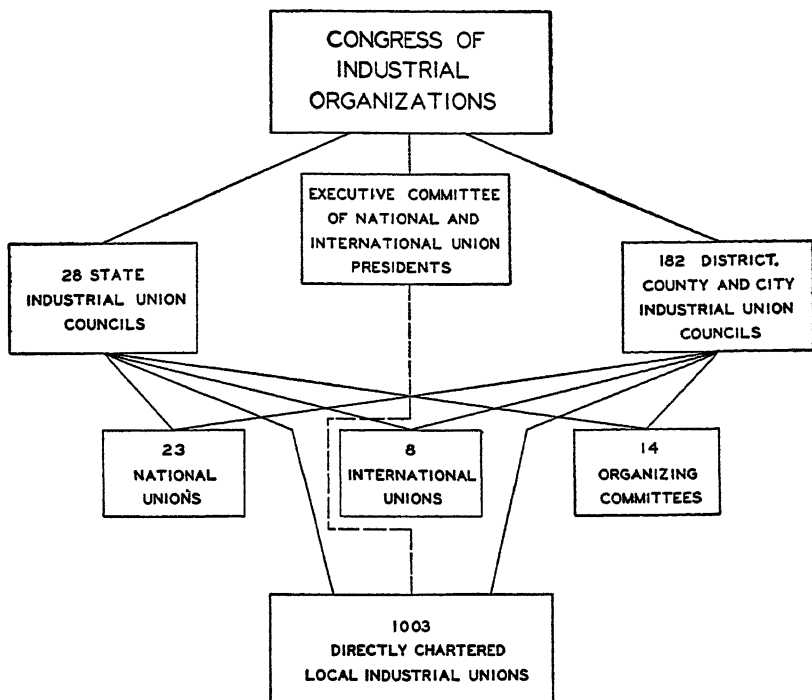 CONGRESS OF
INDUSTRIAL
ORGANIZATIONS
EXECUTIVE COMMITTEE
OF NATIONAL AND
INTERNATIONAL UNION
PRESIDENTS
28 STATE
INDUSTRIAL UNION
COUNCILS
182 DISTRICT,
COUNTY AND CITY
INDUSTRIAL UNION
COUNCILS
23
NATIONAL
UNIONS
8
INTERNATIONAL
UNIONS
14
ORGANIZING
COMMITTEES
1003
DIRECTLY CHARTERED
LOCAL INDUSTRIAL UNIONS